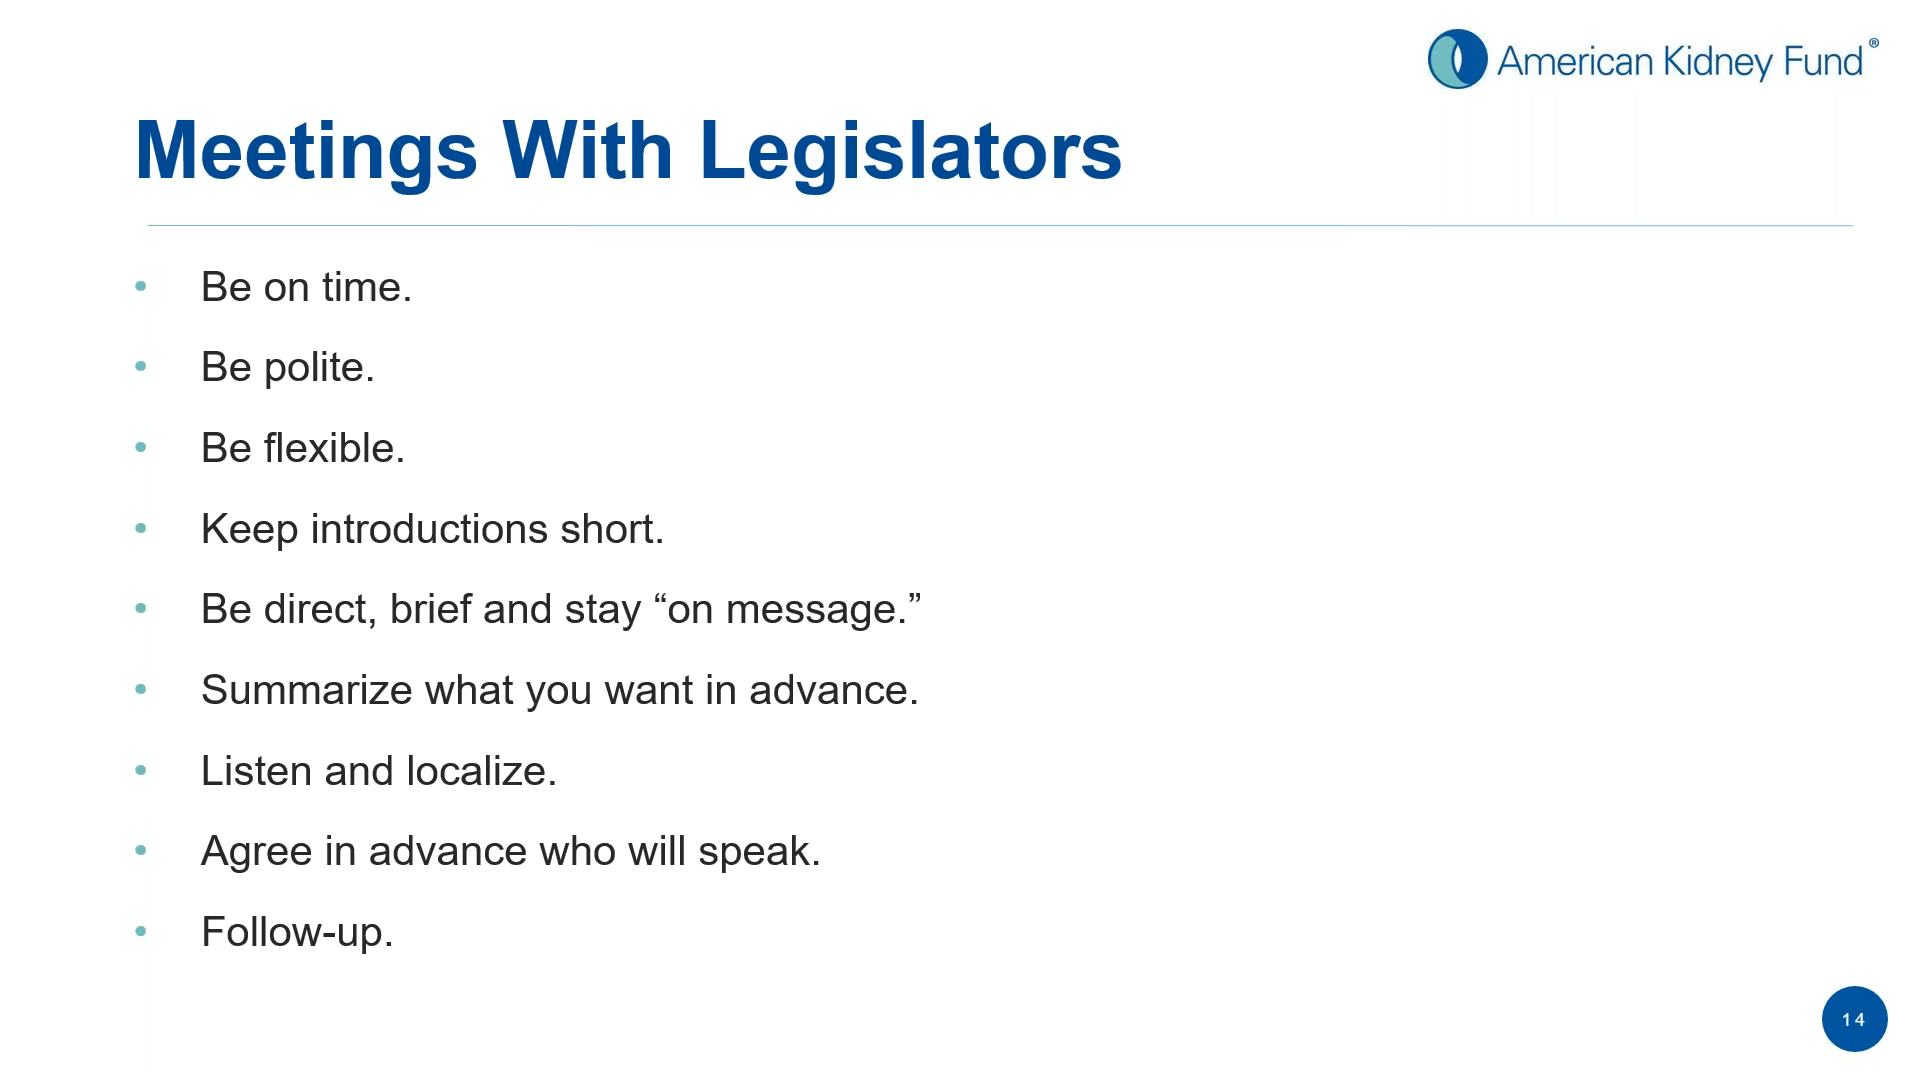 American Kidney Fund®
Meetings With Legislators
• Be on time.
• Be polite.
• Be flexible.
• Keep introductions short.
• Be direct, brief and stay “on message.”
• Summarize what you want in advance.
• Listen and localize.
• Agree in advance who will speak.
• Follow-up.
14